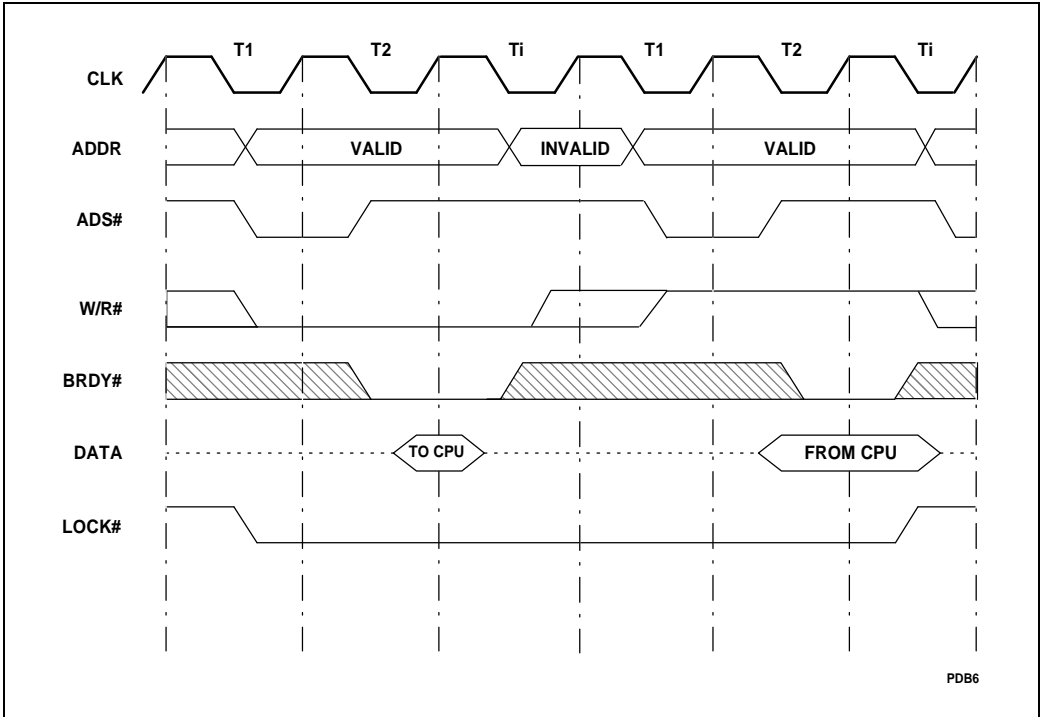 T1 T2 Ti T1 T2 Ti
CLK
ADDR VALID INVALID VALID
ADS#
W/R#
BRDY#
DATA TO CPU FROM CPU
LOCK#
PDB6